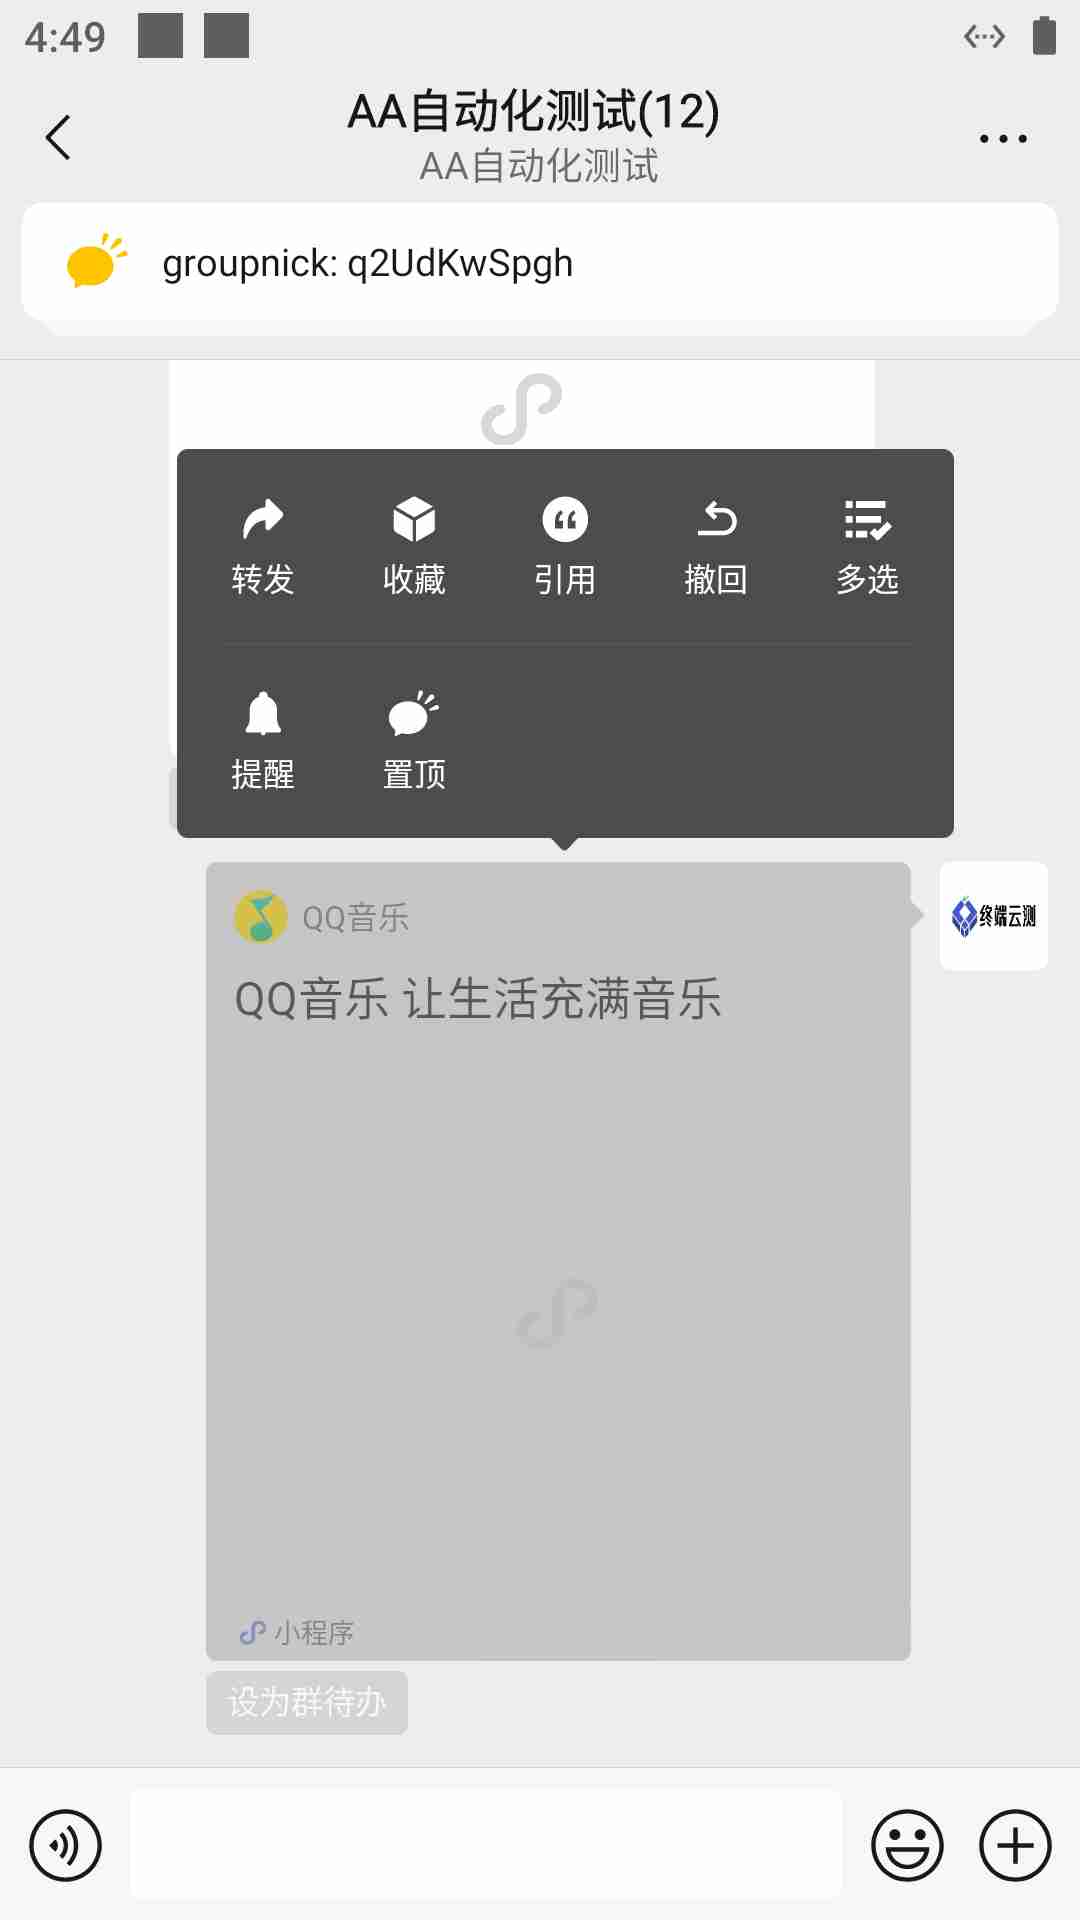 4:49
AA自动化测试(12)
AA自动化测试
groupnick: q2UdKwSpgh
转发 收藏 引用 撤回 多选
提醒 置顶
QQ音乐
终端云测
QQ音乐 让生活充满音乐
小程序
设为群待办